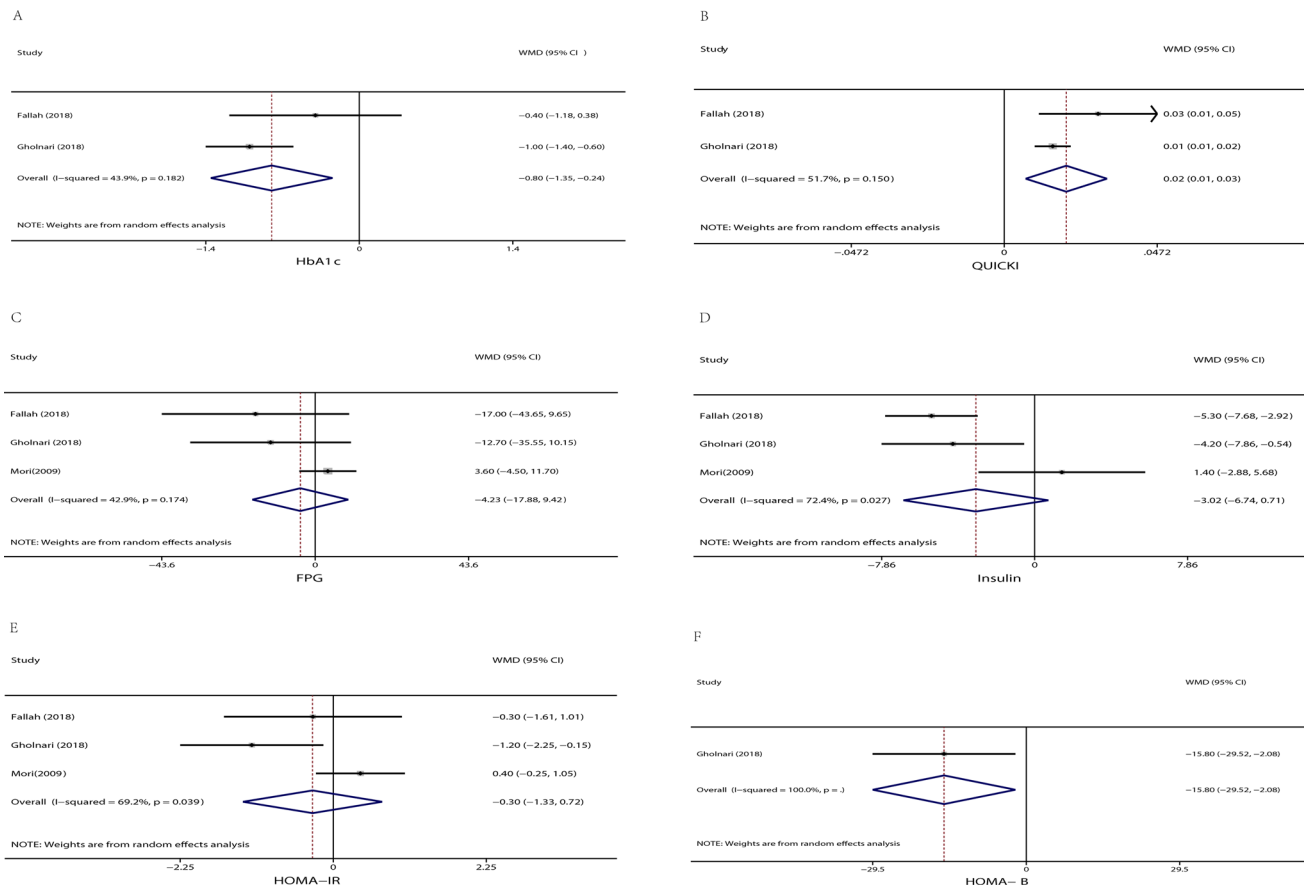 A
Study WMD (95% CI )
Fallah (2018) −0.40 (−1.18, 0.38)
Gholnari (2018) −1.00 (−1.40, −0.60)
Overall (I−squared = 43.9%, p = 0.182) −0.80 (−1.35, −0.24)
NOTE: Weights are from random effects analysis
−1.4 0 1.4
HbA1c
B
Study WMD (95% CI)
Fallah (2018) 0.03 (0.01, 0.05)
Gholnari (2018) 0.01 (0.01, 0.02)
Overall (I−squared = 51.7%, p = 0.150) 0.02 (0.01, 0.03)
NOTE: Weights are from random effects analysis
−.0472 0 .0472
QUICKI
C
Study WMD (95% CI)
Fallah (2018) −17.00 (−43.65, 9.65)
Gholnari (2018) −12.70 (−35.55, 10.15)
Mori(2009) 3.60 (−4.50, 11.70)
Overall (I−squared = 42.9%, p = 0.174) −4.23 (−17.88, 9.42)
NOTE: Weights are from random effects analysis
−43.6 0 43.6
FPG
D
Study WMD (95% CI)
Fallah (2018) −5.30 (−7.68, −2.92)
Gholnari (2018) −4.20 (−7.86, −0.54)
Mori(2009) 1.40 (−2.88, 5.68)
Overall (I−squared = 72.4%, p = 0.027) −3.02 (−6.74, 0.71)
NOTE: Weights are from random effects analysis
−7.86 0 7.86
Insulin
E
Study WMD (95% CI)
Fallah (2018) −0.30 (−1.61, 1.01)
Gholnari (2018) −1.20 (−2.25, −0.15)
Mori(2009) 0.40 (−0.25, 1.05)
Overall (I−squared = 69.2%, p = 0.039) −0.30 (−1.33, 0.72)
NOTE: Weights are from random effects analysis
−2.25 0 2.25
HOMA−IR
F
Study WMD (95% CI)
Gholnari (2018) −15.80 (−29.52, −2.08)
Overall (I−squared = 100.0%, p = .) −15.80 (−29.52, −2.08)
NOTE: Weights are from random effects analysis
−29.5 0 29.5
HOMA− B